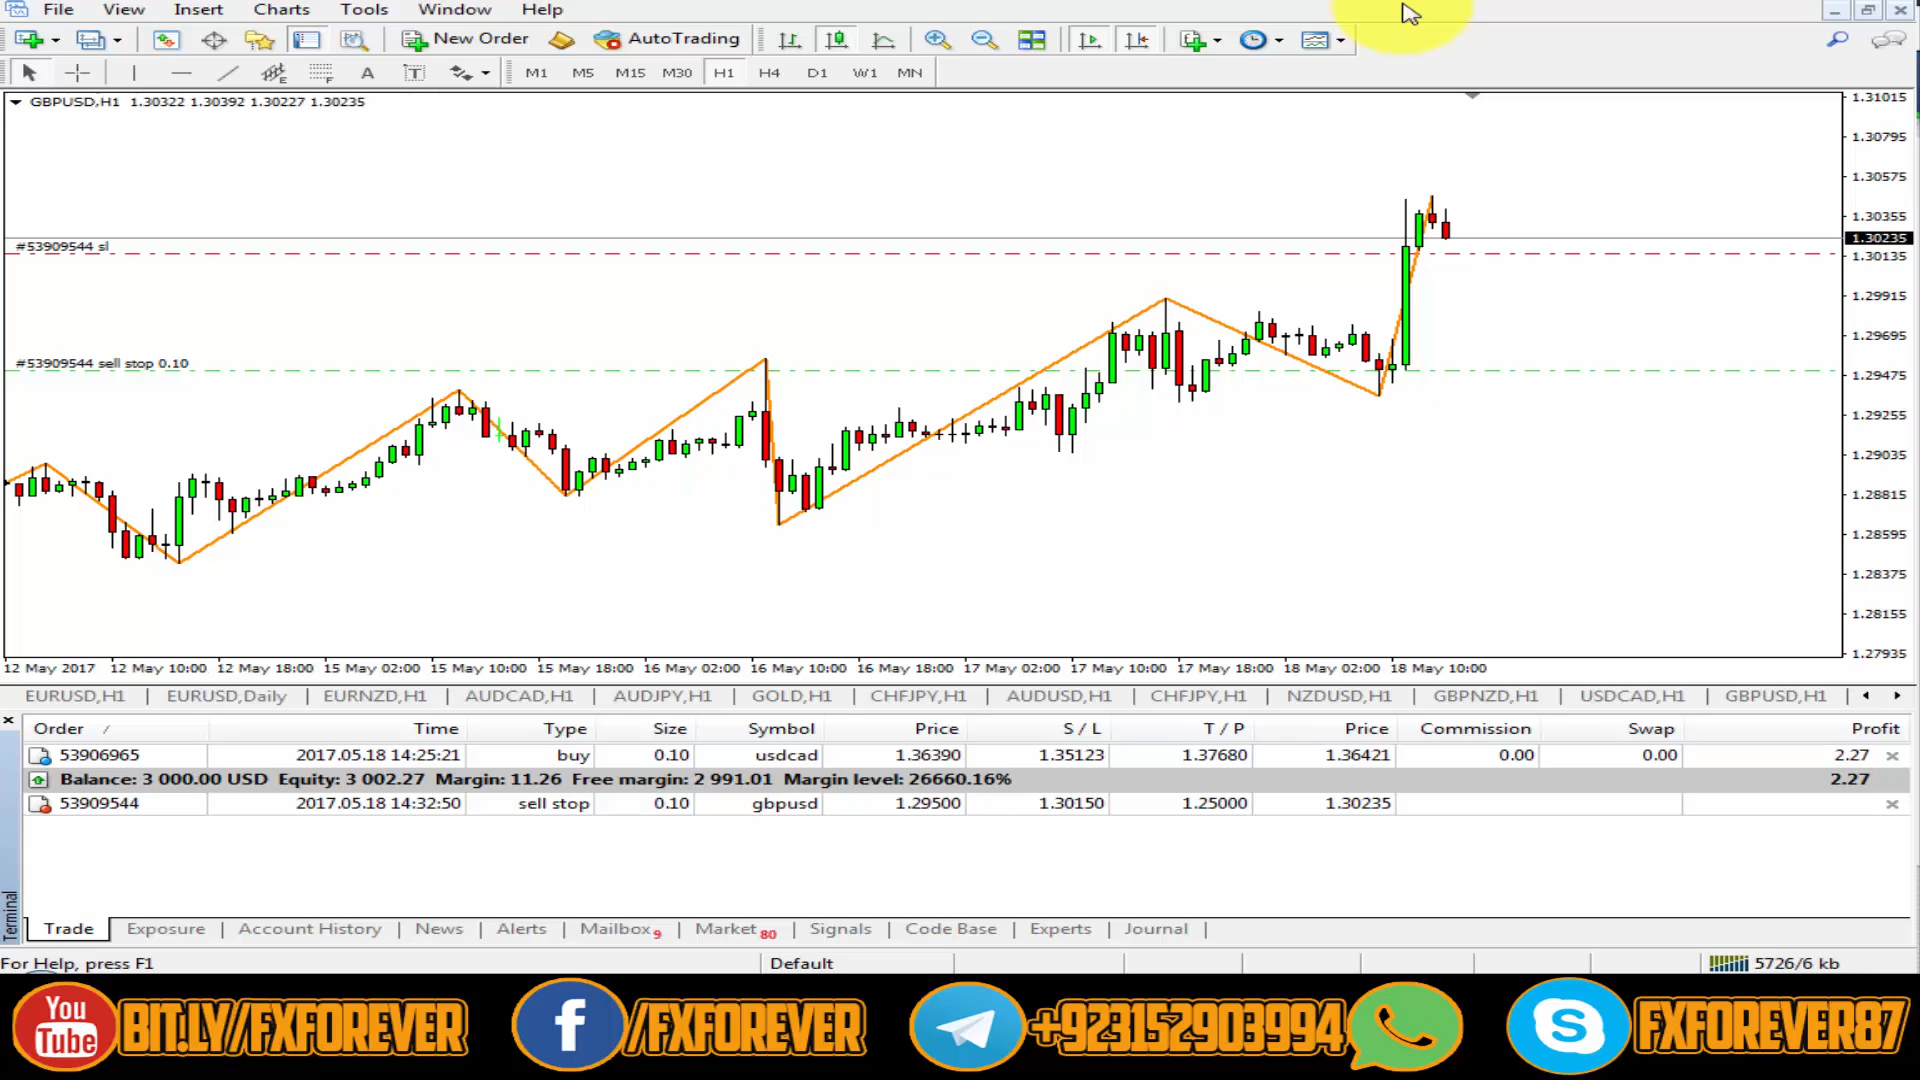 File View Insert Charts Tools Window Help
New Order AutoTrading
A T M1 M5 M15 M30 H1 H4 D1 W1 MN
GBPUSD,H1 1.30322 1.30392 1.30227 1.30235
1.31015
1.30795
1.30575
1.30355
1.30235
1.30135
1.29915
1.29695
1.29475
1.29255
1.29035
1.28815
1.28595
1.28375
1.28155
1.27935
#53909544 sl
#53909544 sell stop 0.10
12 May 2017 12 May 10:00 12 May 18:00 15 May 02:00 15 May 10:00 15 May 18:00 16 May 02:00 16 May 10:00 16 May 18:00 17 May 02:00 17 May 10:00 17 May 18:00 18 May 02:00 18 May 10:00
EURUSD,H1 EURUSD,Daily EURNZD,H1 AUDCAD,H1 AUDJPY,H1 GOLD,H1 CHFJPY,H1 AUDUSD,H1 CHFJPY,H1 NZDUSD,H1 GBPNZD,H1 USDCAD,H1 GBPUSD,H1
Order / Time Type Size Symbol Price S / L T / P Price Commission Swap Profit
53906965 2017.05.18 14:25:21 buy 0.10 usdcad 1.36390 1.35123 1.37680 1.36421 0.00 0.00 2.27
Balance: 3 000.00 USD Equity: 3 002.27 Margin: 11.26 Free margin: 2 991.01 Margin level: 26660.16% 2.27
53909544 2017.05.18 14:32:50 sell stop 0.10 gbpusd 1.29500 1.30150 1.25000 1.30235
Terminal
Trade Exposure Account History News Alerts Mailbox 9 Market 80 Signals Code Base Experts Journal
For Help, press F1 Default 5726/6 kb
You Tube BIT.LY/FXFOREVER f /FXFOREVER +923152903994 S FXFOREVER87